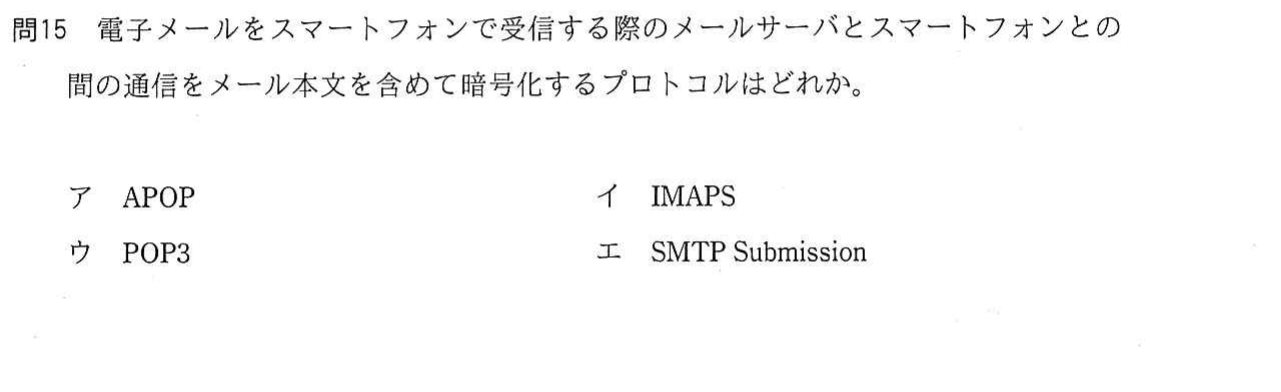 問15 電子メールをスマートフォンで受信する際のメールサーバとスマートフォンとの
間の通信をメール本文を含めて暗号化するプロトコルはどれか。
ア APOP イ IMAPS
ウ POP3 エ SMTP Submission